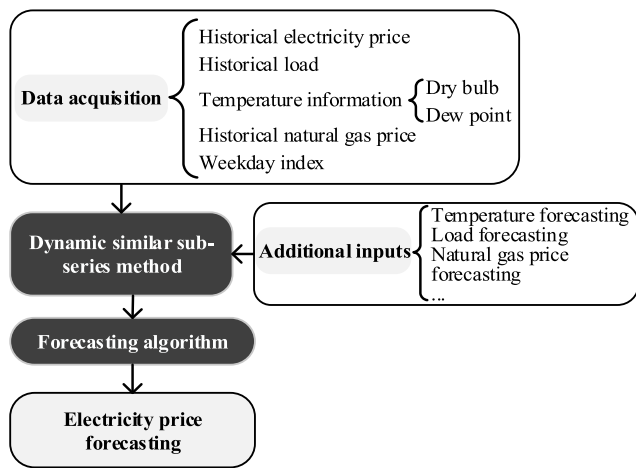 Data acquisition
Historical electricity price
Historical load
Temperature information
Dry bulb
Dew point
Historical natural gas price
Weekday index
Dynamic similar sub-
series method
Additional inputs
Temperature forecasting
Load forecasting
Natural gas price
forecasting
...
Forecasting algorithm
Electricity price
forecasting